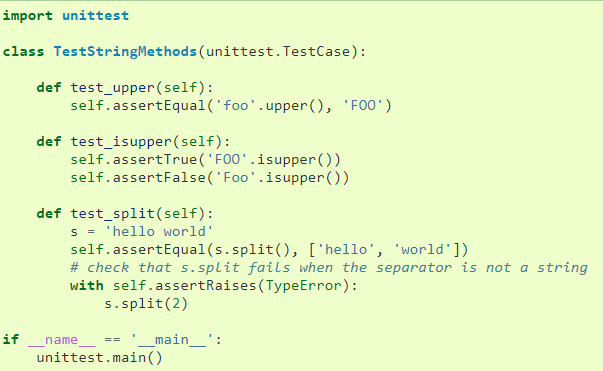 import unittest

class TestStringMethods(unittest.TestCase):

    def test_upper(self):
        self.assertEqual('foo'.upper(), 'FOO')

    def test_isupper(self):
        self.assertTrue('FOO'.isupper())
        self.assertFalse('Foo'.isupper())

    def test_split(self):
        s = 'hello world'
        self.assertEqual(s.split(), ['hello', 'world'])
        # check that s.split fails when the separator is not a string
        with self.assertRaises(TypeError):
            s.split(2)

if __name__ == '__main__':
    unittest.main()